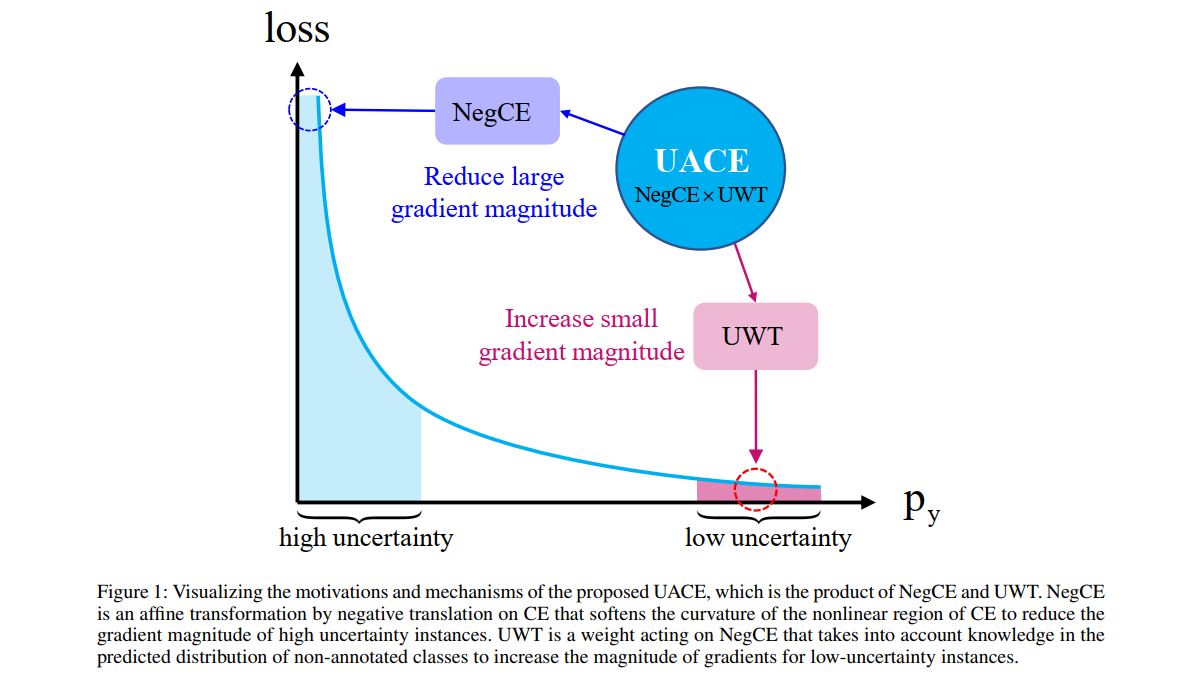 loss
NegCE
UACE
NegCE × UWT
Reduce large
gradient magnitude
Increase small
gradient magnitude
UWT
p_y
high uncertainty
low uncertainty
Figure 1: Visualizing the motivations and mechanisms of the proposed UACE, which is the product of NegCE and UWT. NegCE
is an affine transformation by negative translation on CE that softens the curvature of the nonlinear region of CE to reduce the
gradient magnitude of high uncertainty instances. UWT is a weight acting on NegCE that takes into account knowledge in the
predicted distribution of non-annotated classes to increase the magnitude of gradients for low-uncertainty instances.